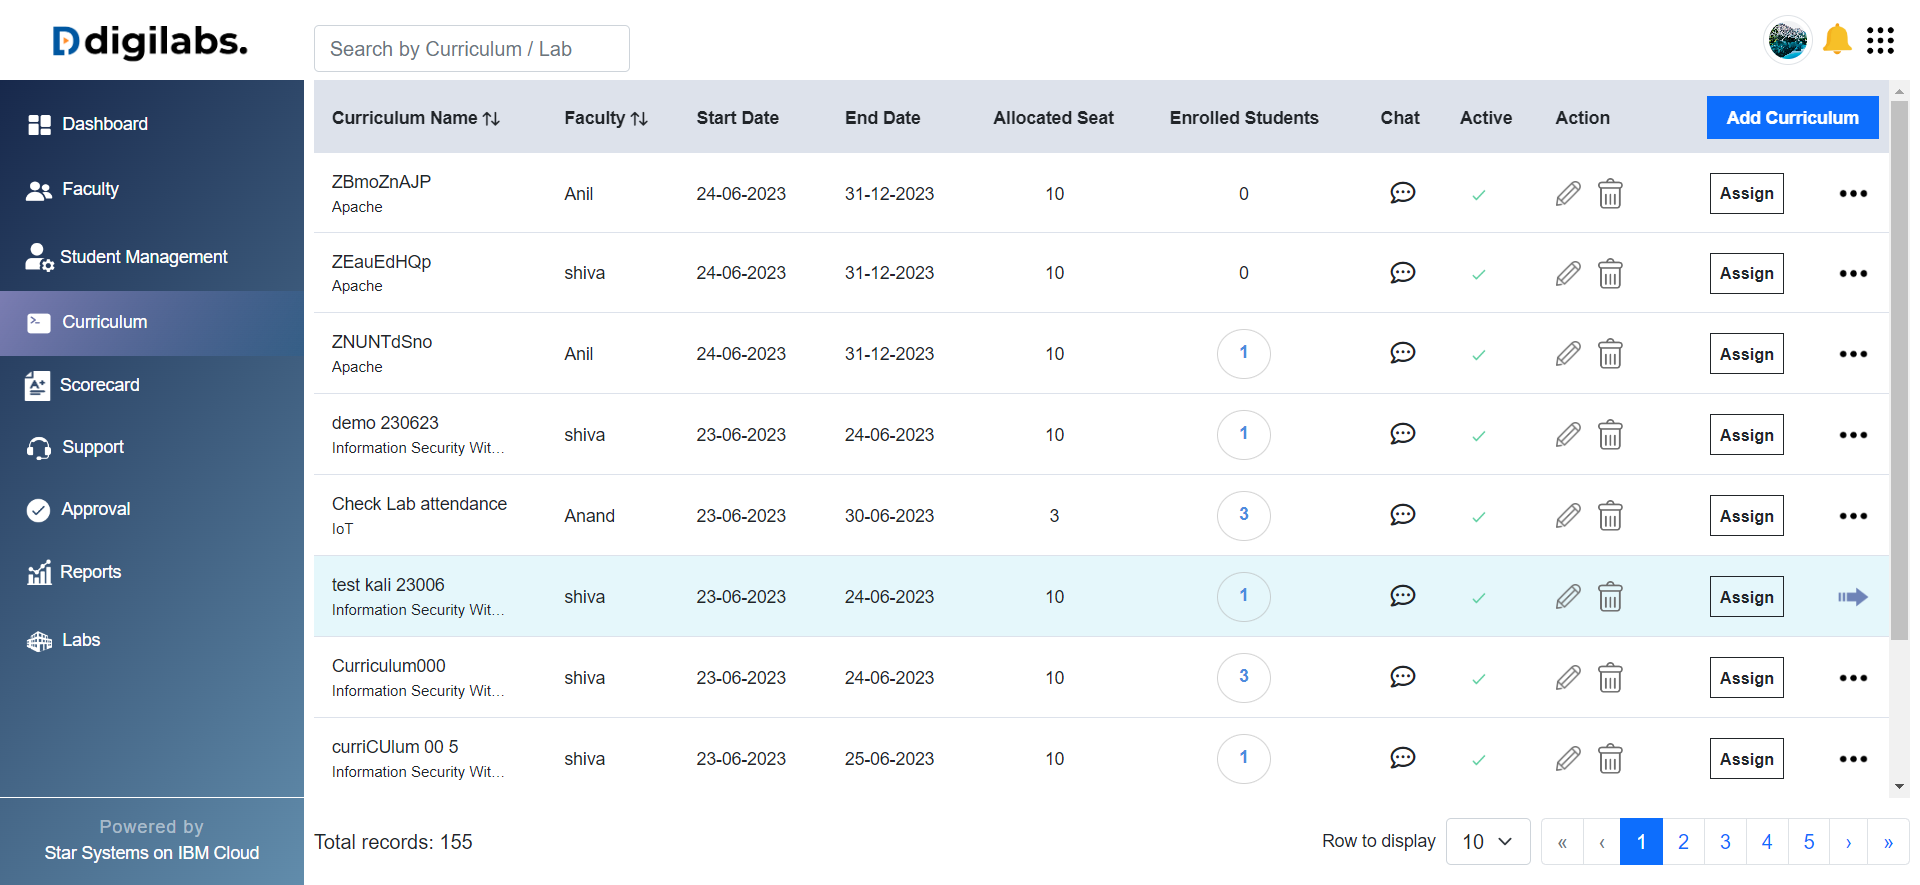 digilabs.
Search by Curriculum / Lab
Dashboard
Faculty
Student Management
Curriculum
Scorecard
Support
Approval
Reports
Labs
Powered by
Star Systems on IBM Cloud
Curriculum Name Faculty Start Date End Date Allocated Seat Enrolled Students Chat Active Action Add Curriculum
ZBmoZnAJP
Apache
Anil 24-06-2023 31-12-2023 10 0 Assign
ZEauEdHQp
Apache
shiva 24-06-2023 31-12-2023 10 0 Assign
ZNUNTdSno
Apache
Anil 24-06-2023 31-12-2023 10 1 Assign
demo 230623
Information Security Wit...
shiva 23-06-2023 24-06-2023 10 1 Assign
Check Lab attendance
IoT
Anand 23-06-2023 30-06-2023 3 3 Assign
test kali 23006
Information Security Wit...
shiva 23-06-2023 24-06-2023 10 1 Assign
Curriculum000
Information Security Wit...
shiva 23-06-2023 24-06-2023 10 3 Assign
curriCUlum 00 5
Information Security Wit...
shiva 23-06-2023 25-06-2023 10 1 Assign
Total records: 155
Row to display 10 « ‹ 1 2 3 4 5 › »